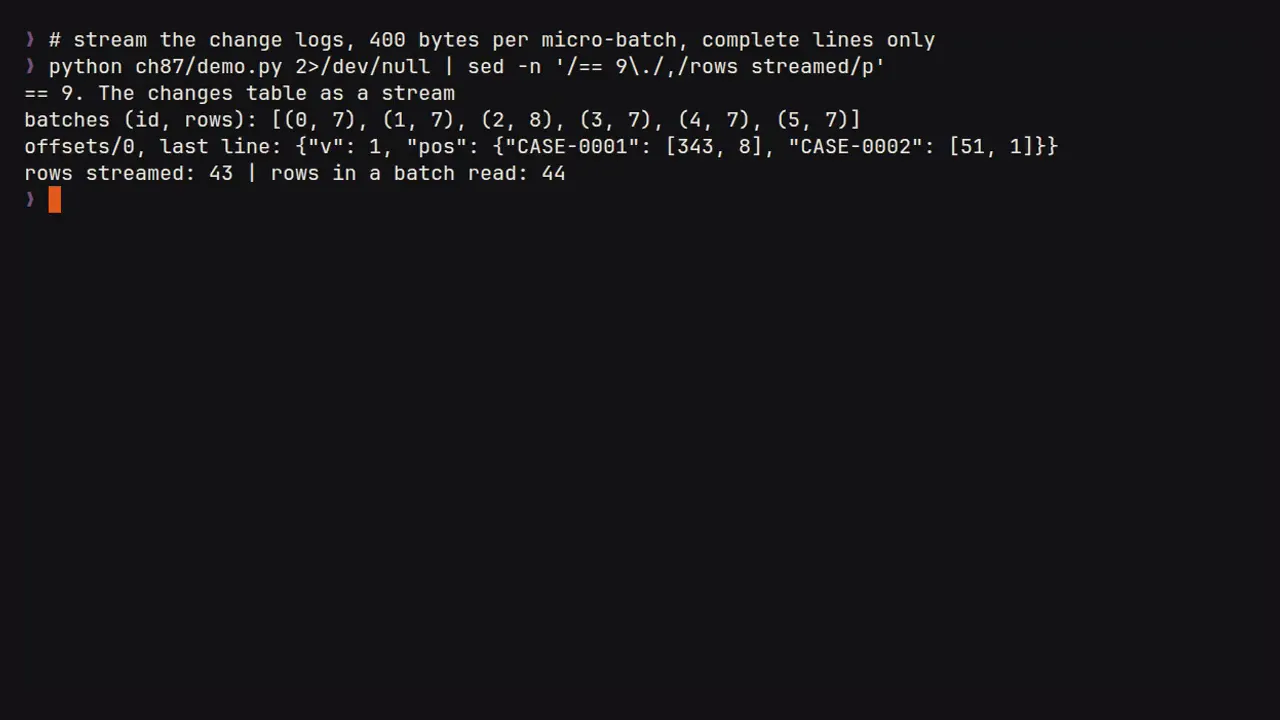 ❯ # stream the change logs, 400 bytes per micro-batch, complete lines only
❯ python ch87/demo.py 2>/dev/null | sed -n '/== 9\./,/rows streamed/p'
== 9. The changes table as a stream
batches (id, rows): [(0, 7), (1, 7), (2, 8), (3, 7), (4, 7), (5, 7)]
offsets/0, last line: {"v": 1, "pos": {"CASE-0001": [343, 8], "CASE-0002": [51, 1]}}
rows streamed: 43 | rows in a batch read: 44
❯